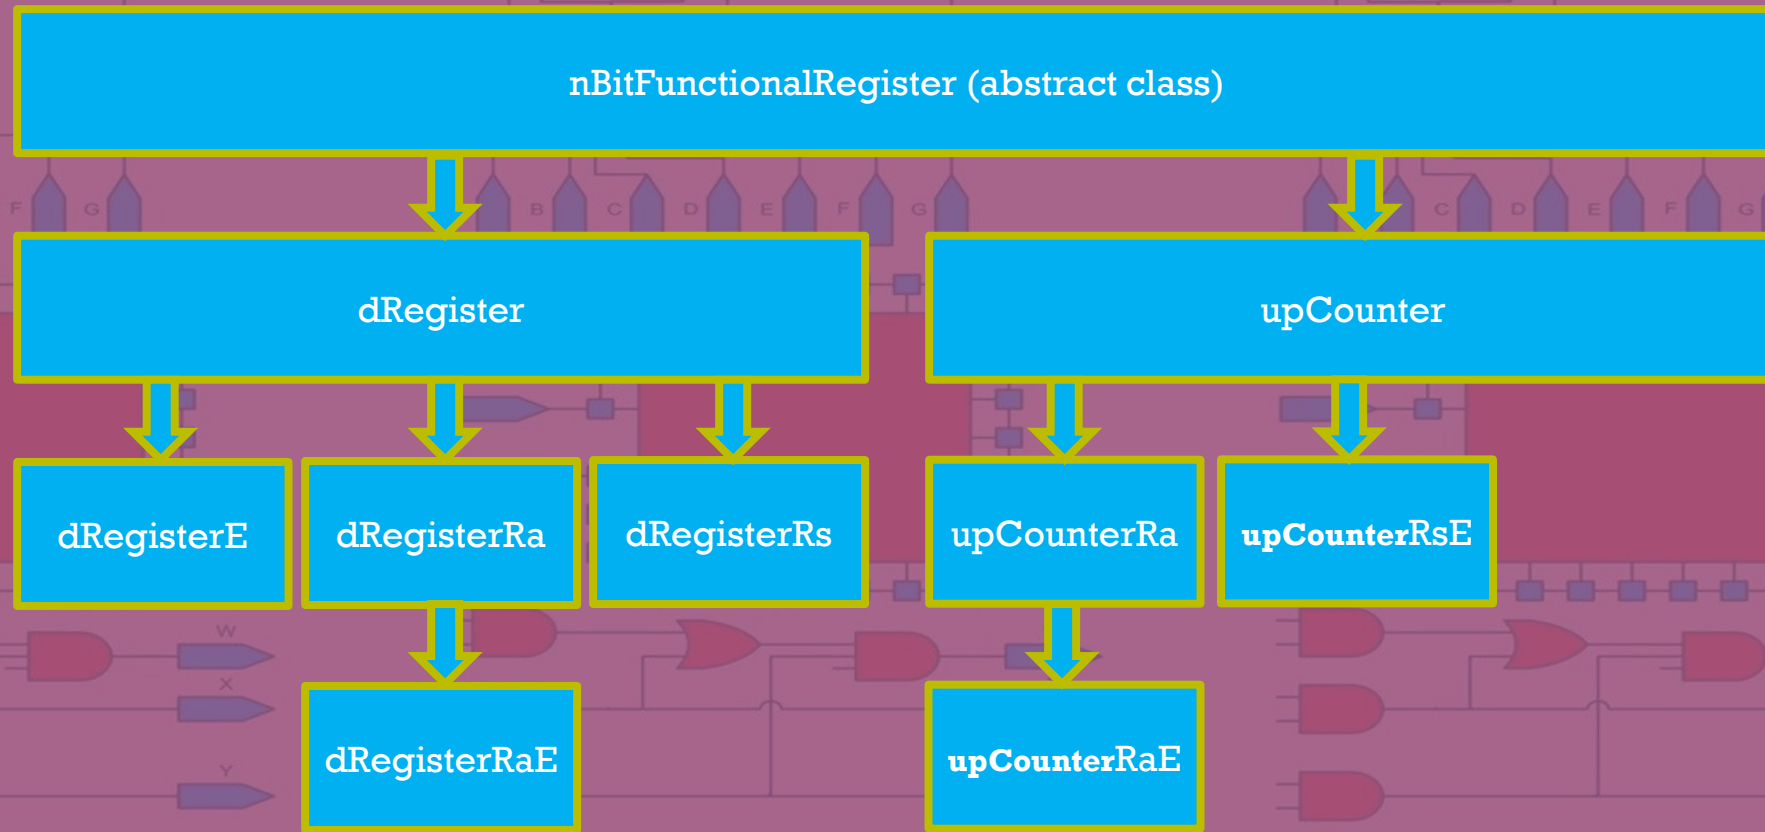 nBitFunctionalRegister (abstract class)
F G B C D E F G C D E F G
dRegister
upCounter
dRegisterE
dRegisterRa
dRegisterRs
upCounterRa
upCounterRsE
W
X
dRegisterRaE
upCounterRaE
Y